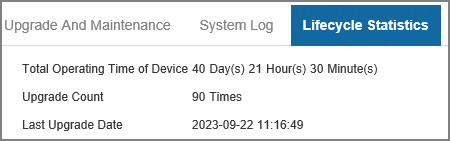 Upgrade And Maintenance System Log Lifecycle Statistics
Total Operating Time of Device 40 Day(s) 21 Hour(s) 30 Minute(s)
Upgrade Count 90 Times
Last Upgrade Date 2023-09-22 11:16:49